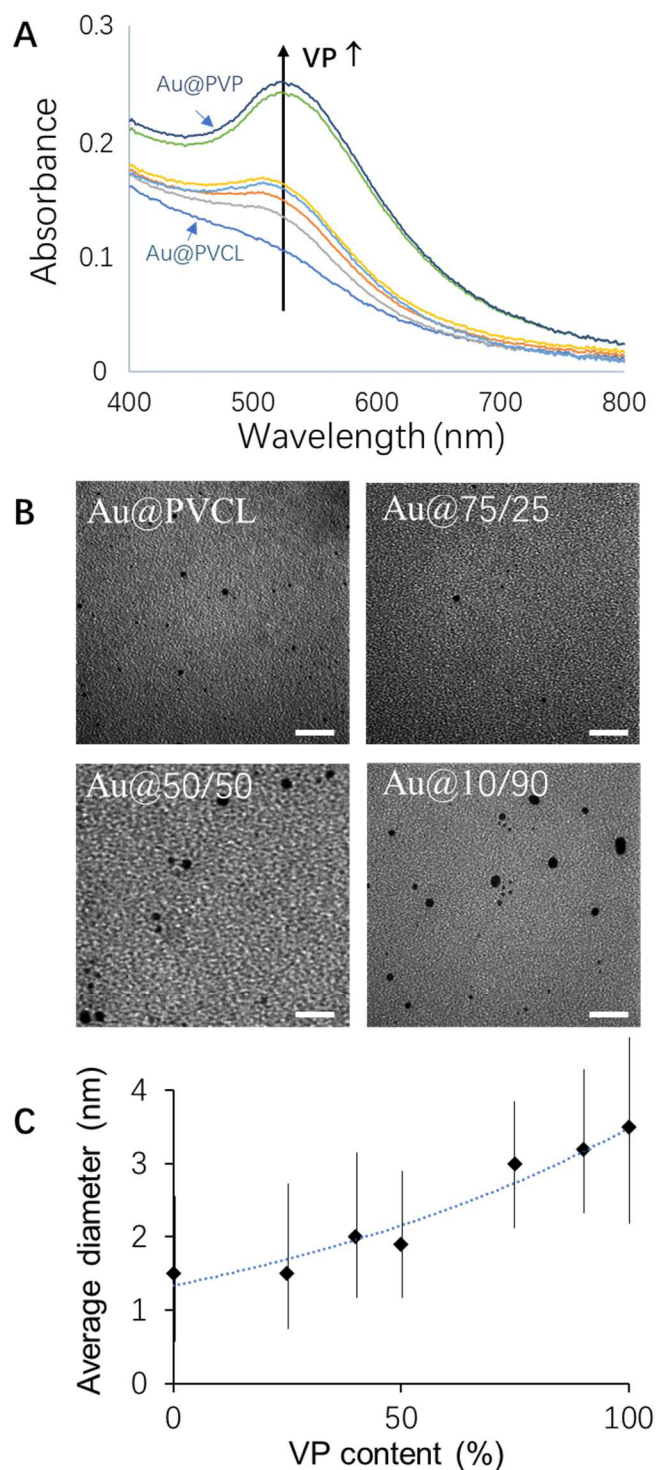 A
0.3
VP ↑
Au@PVP
0.2
Absorbance
0.1
Au@PVCL
0
400 500 600 700 800
Wavelength (nm)
B
Au@PVCL
Au@75/25
Au@50/50
Au@10/90
C
Average diameter (nm)
4
3
2
1
0
0 50 100
VP content (%)